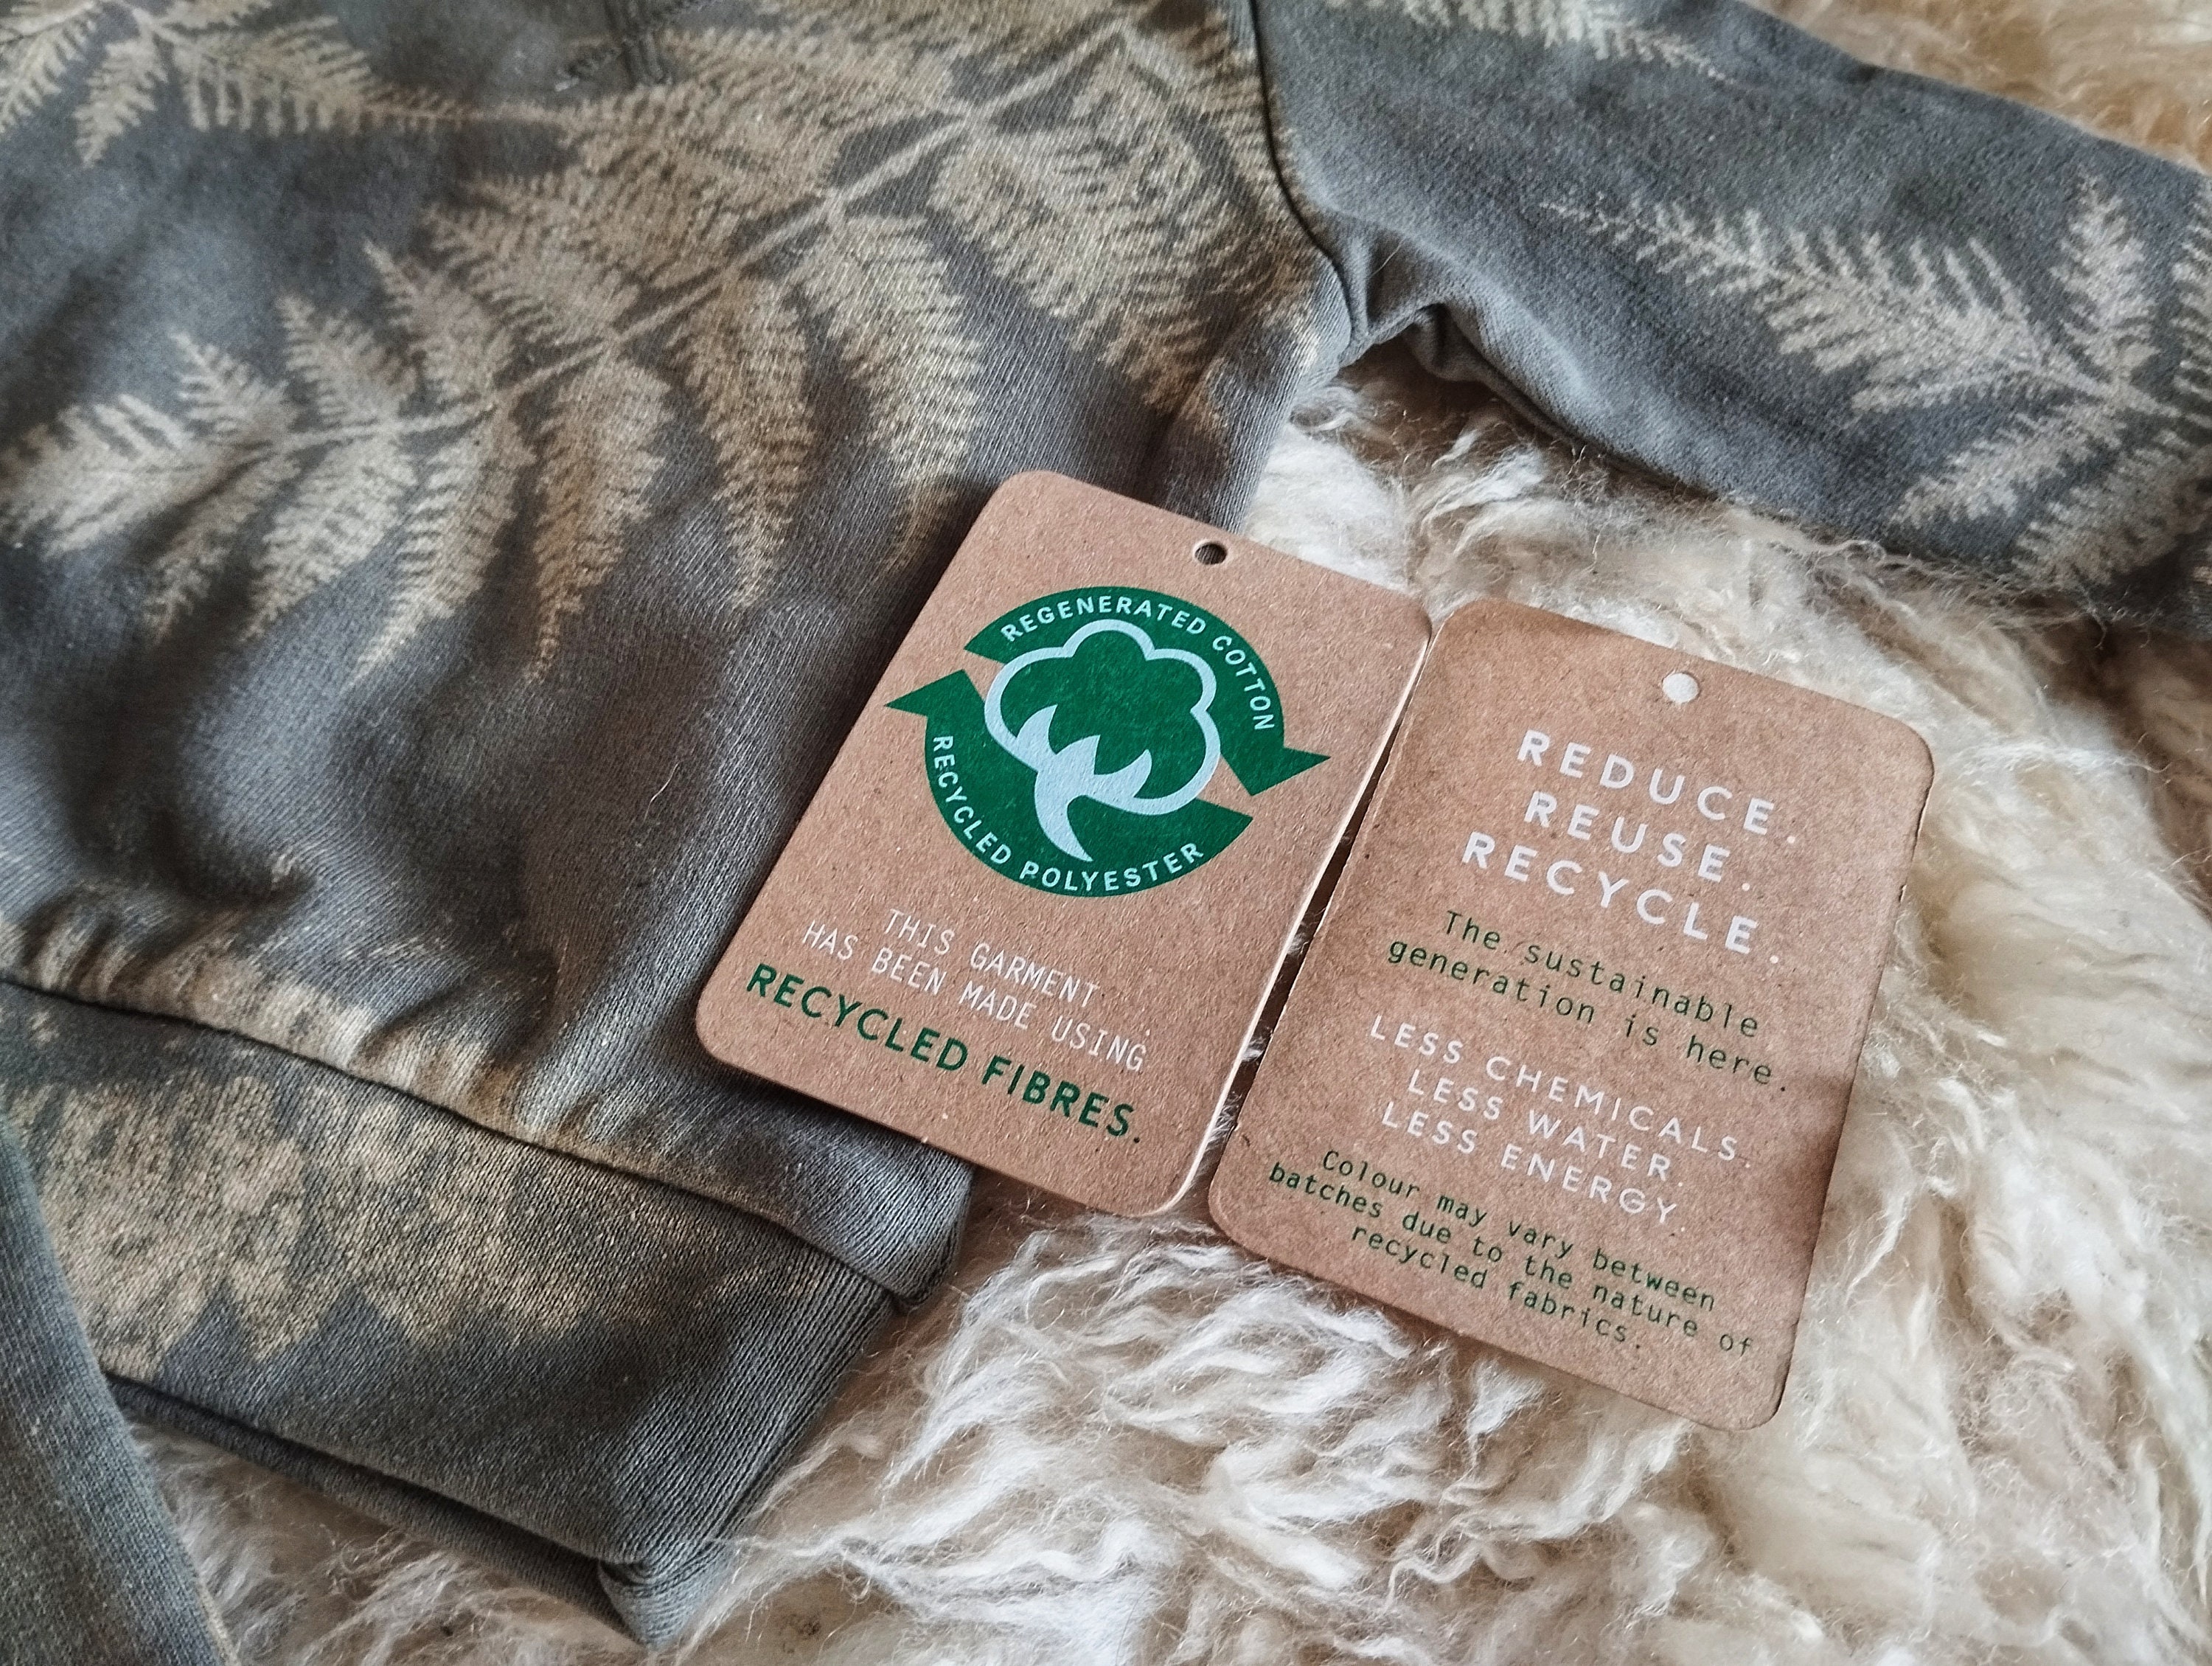 REGENERATED COTTON
RECYCLED POLYESTER
THIS GARMENT
HAS BEEN MADE USING
RECYCLED FIBRES.
REDUCE.
REUSE.
RECYCLE.
The sustainable
generation is here.
LESS CHEMICALS.
LESS WATER.
LESS ENERGY.
Colour may vary between
batches due to the nature of
recycled fabrics.